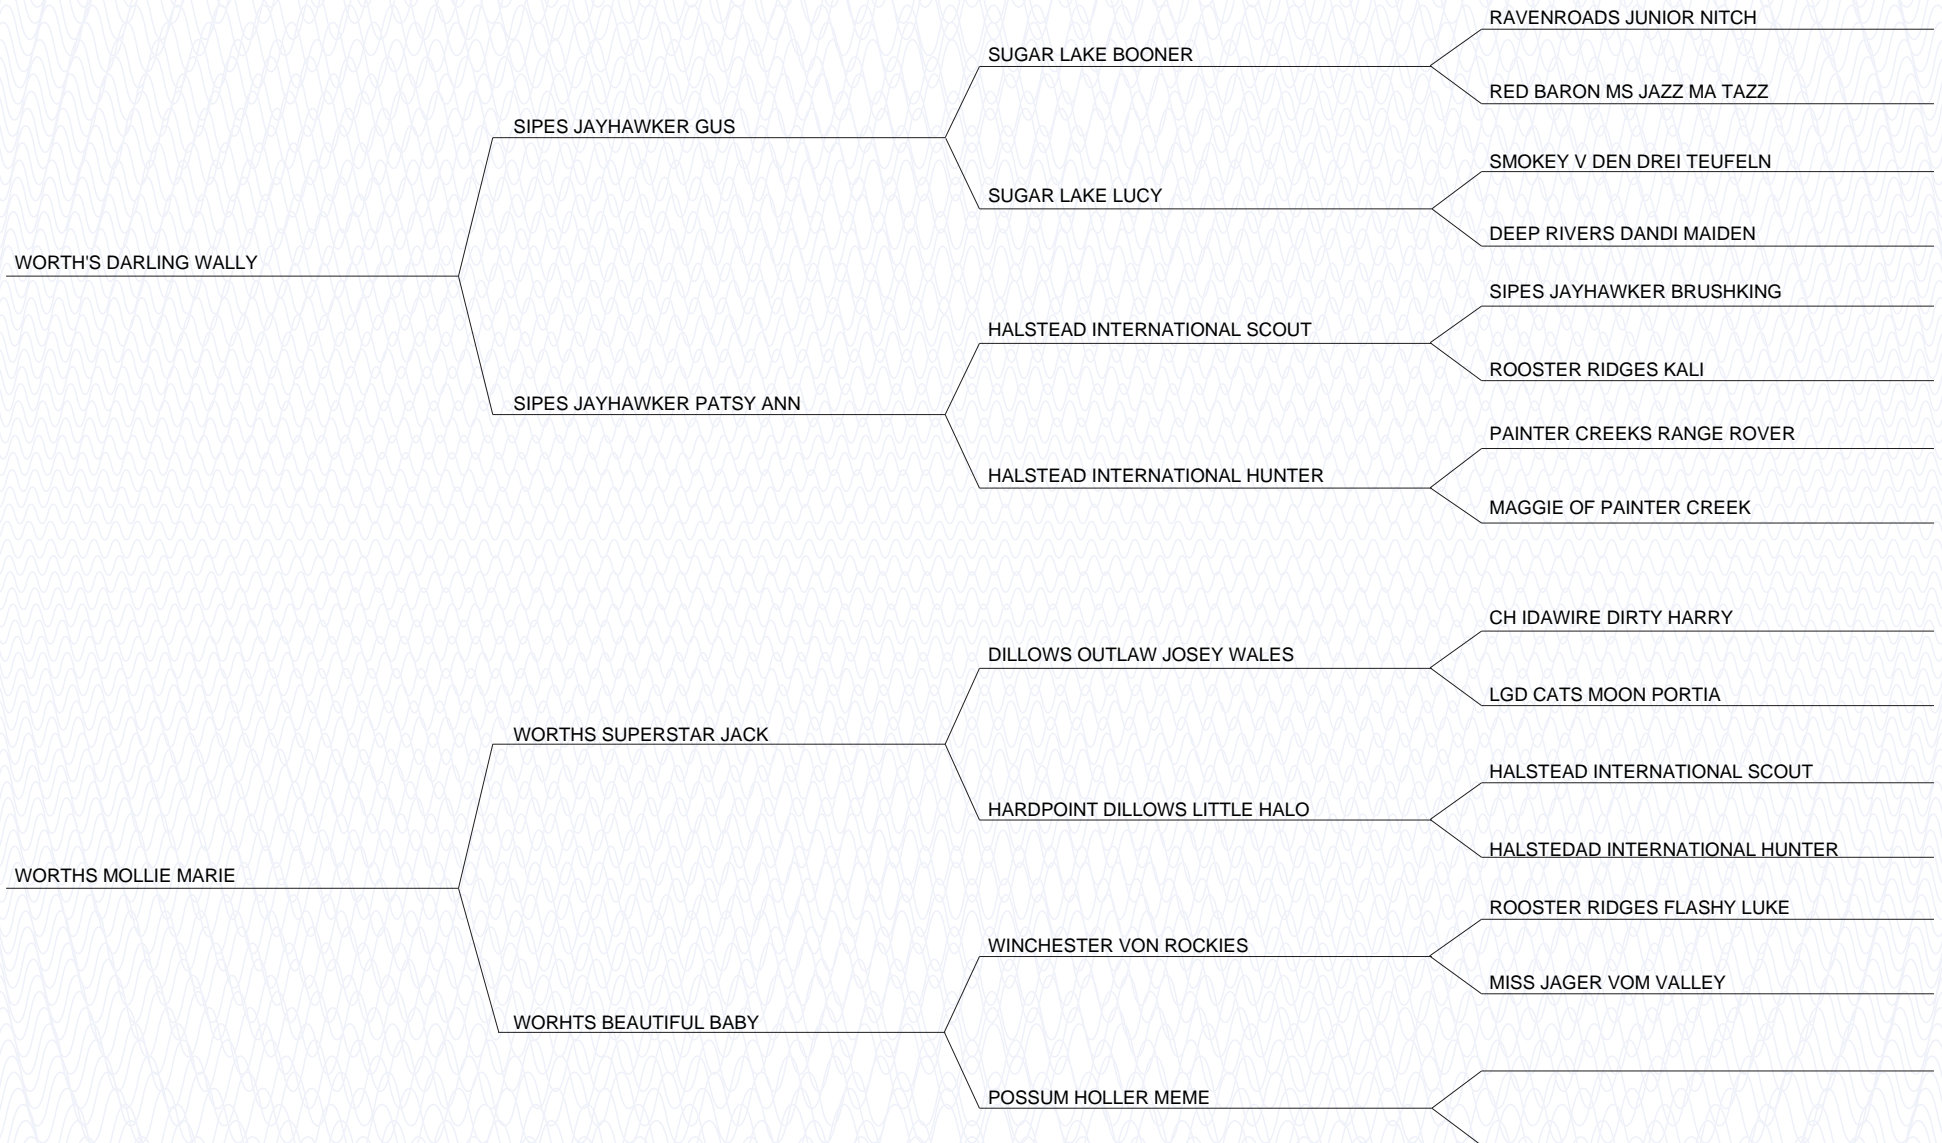 RAVENROADS JUNIOR NITCH
SUGAR LAKE BOONER
RED BARON MS JAZZ MA TAZZ
SIPES JAYHAWKER GUS
SMOKEY V DEN DREI TEUFELN
SUGAR LAKE LUCY
DEEP RIVERS DANDI MAIDEN
WORTH'S DARLING WALLY
SIPES JAYHAWKER BRUSHKING
HALSTEAD INTERNATIONAL SCOUT
ROOSTER RIDGES KALI
SIPES JAYHAWKER PATSY ANN
PAINTER CREEKS RANGE ROVER
HALSTEAD INTERNATIONAL HUNTER
MAGGIE OF PAINTER CREEK
CH IDAWIRE DIRTY HARRY
DILLOWS OUTLAW JOSEY WALES
LGD CATS MOON PORTIA
WORTHS SUPERSTAR JACK
HALSTEAD INTERNATIONAL SCOUT
HARDPOINT DILLOWS LITTLE HALO
HALSTEDAD INTERNATIONAL HUNTER
WORTHS MOLLIE MARIE
ROOSTER RIDGES FLASHY LUKE
WINCHESTER VON ROCKIES
MISS JAGER VOM VALLEY
WORHTS BEAUTIFUL BABY
POSSUM HOLLER MEME